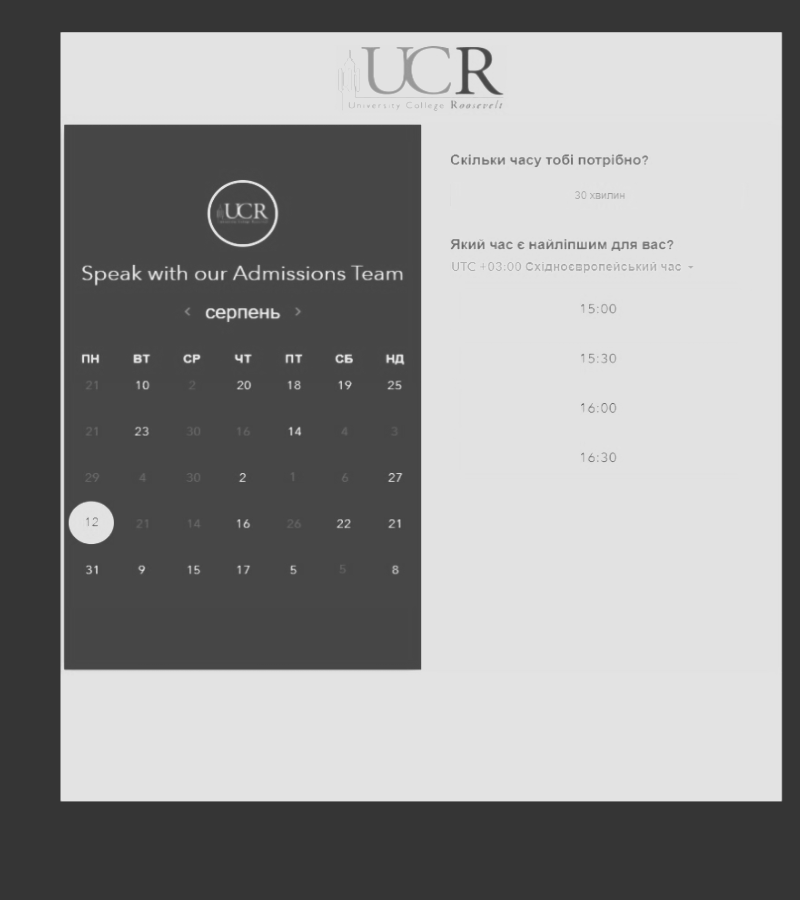 UCR
University College Roosevelt
UCR
Speak with our Admissions Team
< серпень >
ПН ВТ СР ЧТ ПТ СБ НД
21 10 2 20 18 19 25
21 23 30 16 14 4 3
29 4 30 2 1 6 27
12 21 14 16 26 22 21
31 9 15 17 5 5 8
Скільки часу тобі потрібно?
30 хвилин
Який час є найліпшим для вас?
UTC +03:00 Східноєвропейський час
15:00
15:30
16:00
16:30